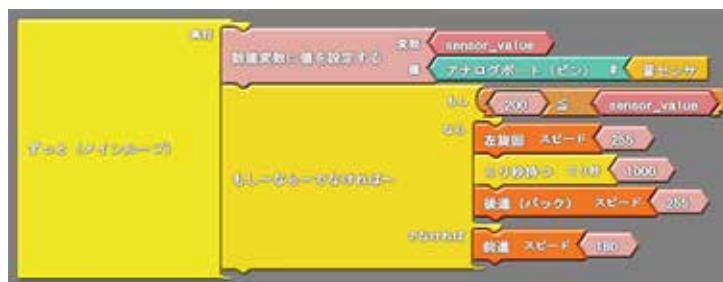 実行
数値変数に値を設定する 変数 sensor_value
値 アナログポート（ピン） # センサ
ずっと（メインループ）
もし 200 ≦ sensor_value
なら
左旋回 スピード 255
ミリ秒待つ ミリ秒 1000
もし～なら～でなければ～
後進（バック） スピード 255
でなければ
前進 スピード 180